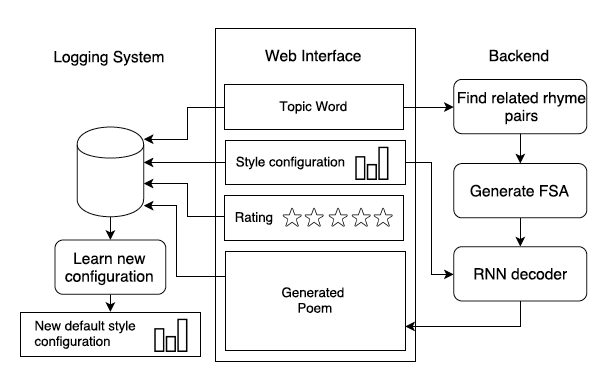 Logging System
Web Interface
Backend
Topic Word
Find related rhyme
pairs
Style configuration
Generate FSA
Rating
Learn new
configuration
RNN decoder
Generated
Poem
New default style
configuration